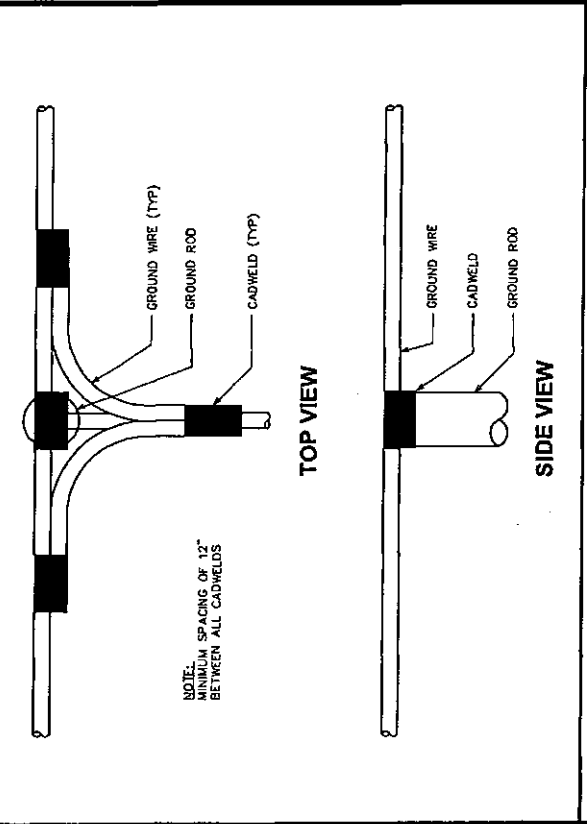 GROUND WIRE (TYP)
GROUND ROD
CADWELD (TYP)
NOTE:
MINIMUM SPACING OF 12"
BETWEEN ALL CADWELDS
TOP VIEW
GROUND WIRE
CADWELD
GROUND ROD
SIDE VIEW